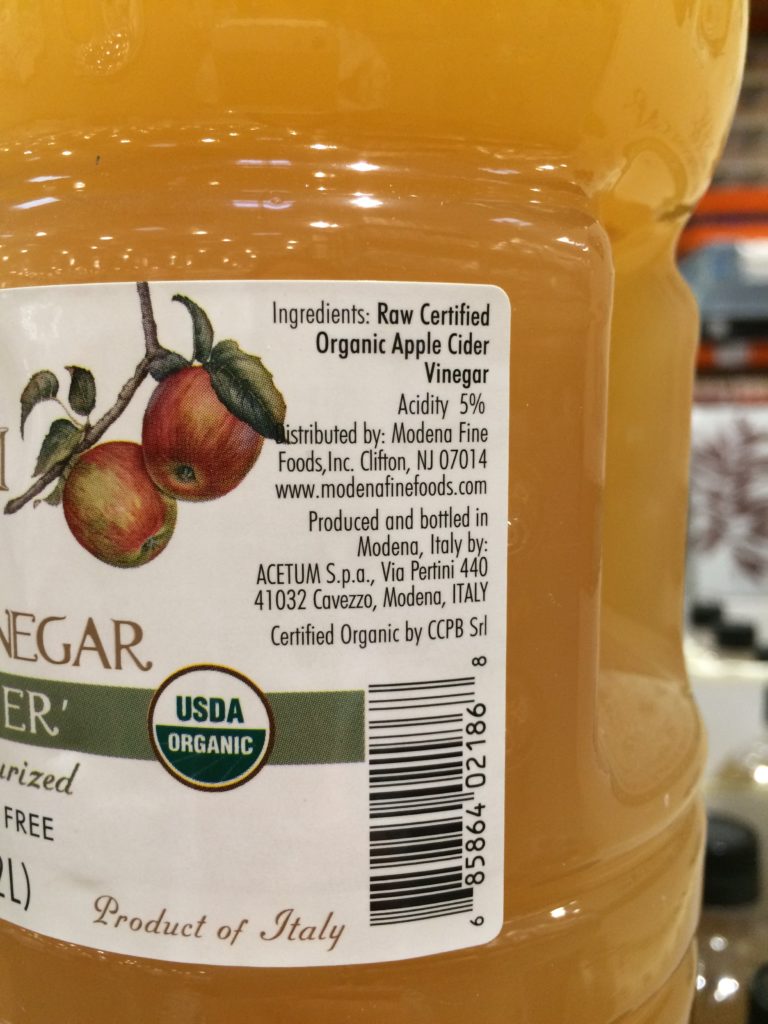 Ingredients: Raw Certified
Organic Apple Cider
Vinegar
Acidity 5%
Distributed by: Modena Fine
Foods,Inc. Clifton, NJ 07014
www.modenafinefoods.com
Produced and bottled in
Modena, Italy by:
ACETUM S.p.a., Via Pertini 440
41032 Cavezzo, Modena, ITALY
Certified Organic by CCPB Srl
NEGAR
ER'
USDA
ORGANIC
urized
FREE
2L)
Product of Italy
6 85864 02186 8